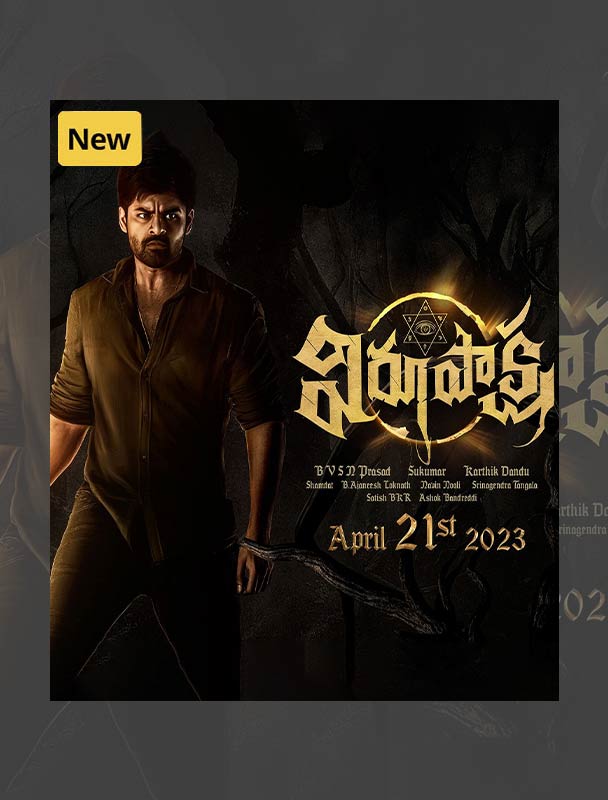 New
విరూపాక్ష
B V S N Prasad Sukumar Karthik Dandu
Shamdat B.Ajaneesh Loknath Navin Nooli Srinagendra Tangala
Satish BKR Ashok Bandreddi
April 21st 2023